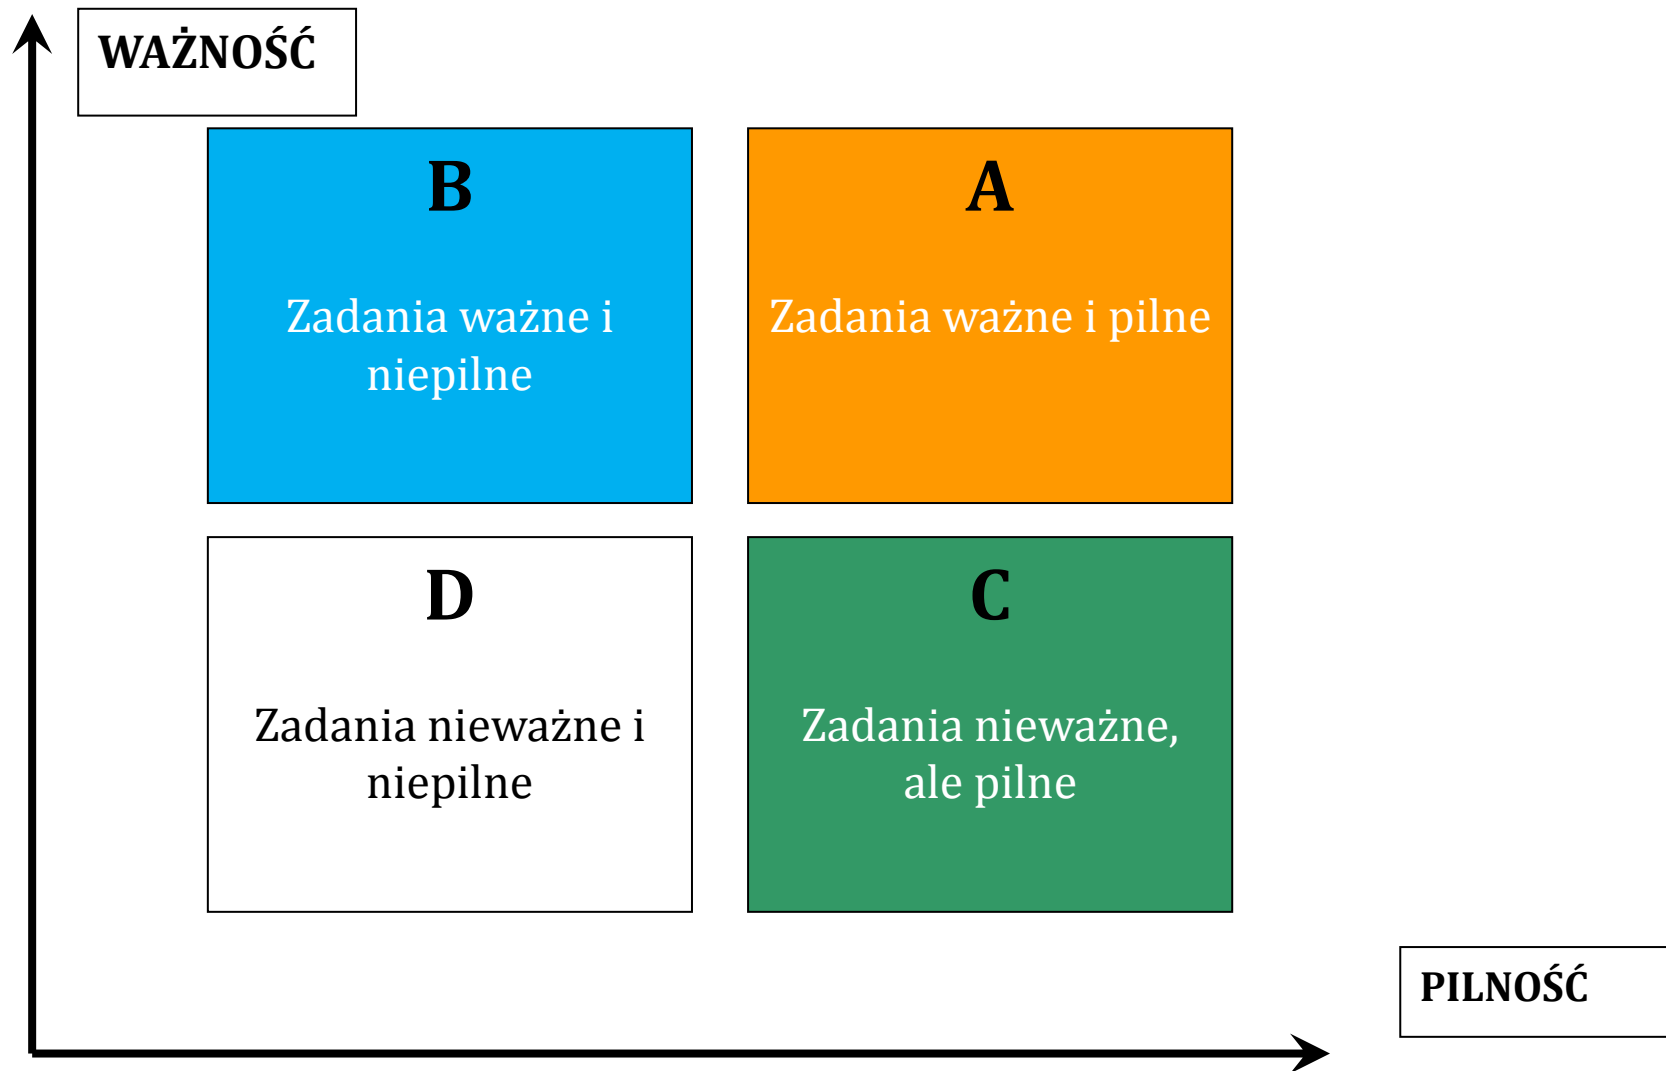 WAŻNOŚĆ
B
Zadania ważne i
niepilne
A
Zadania ważne i pilne
D
Zadania nieważne i
niepilne
C
Zadania nieważne,
ale pilne
PILNOŚĆ